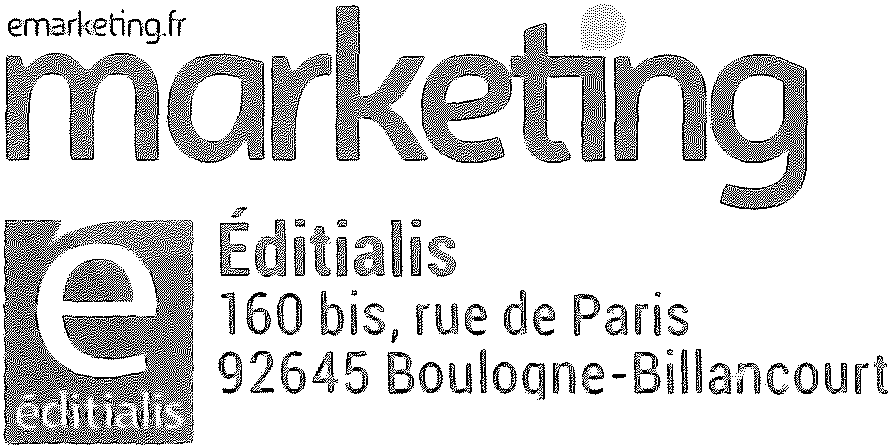 emarketing.fr
marketing
Éditialis
160 bis, rue de Paris
92645 Boulogne-Billancourt
e
éditialis